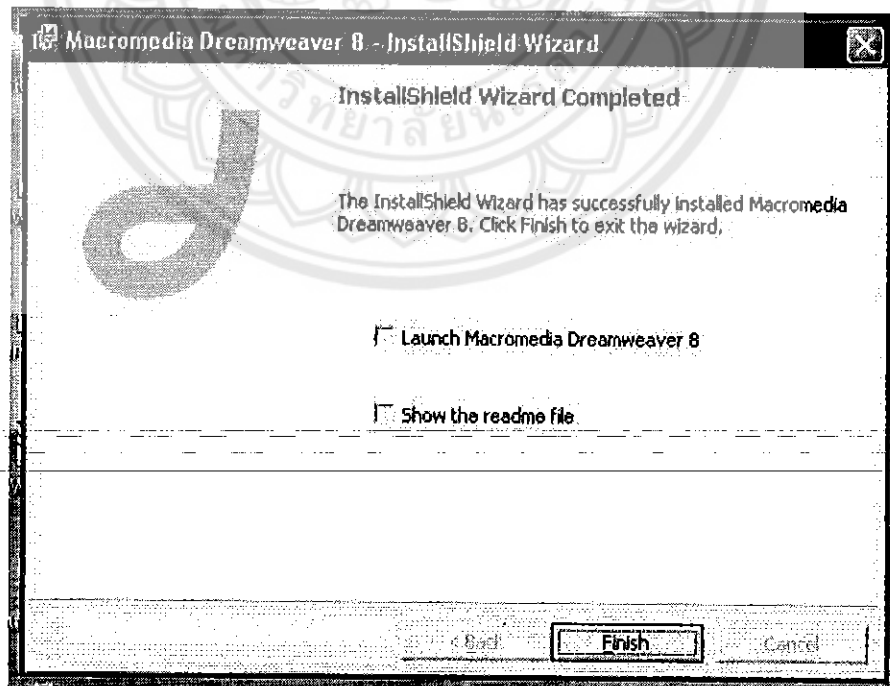 Macromedia Dreamweaver 8 - InstallShield Wizard
InstallShield Wizard Completed
The InstallShield Wizard has successfully installed Macromedia
Dreamweaver 8. Click Finish to exit the wizard.
Launch Macromedia Dreamweaver 8
Show the readme file
< Back
Finish
Cancel